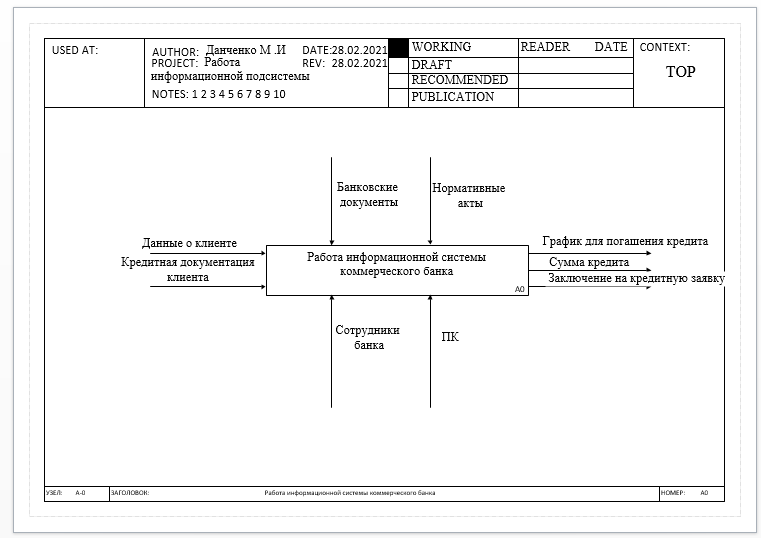 USED AT:
AUTHOR: Данченко М .И DATE:28.02.2021
PROJECT: Работа REV: 28.02.2021
информационной подсистемы
NOTES: 1 2 3 4 5 6 7 8 9 10
WORKING
DRAFT
RECOMMENDED
PUBLICATION
READER DATE
CONTEXT:
TOP
Банковские
документы
Нормативные
акты
Данные о клиенте
Кредитная документация
клиента
Работа информационной системы
коммерческого банка
A0
График для погашения кредита
Сумма кредита
Заключение на кредитную заявку
Сотрудники
банка
ПК
УЗЕЛ: A-0
ЗАГОЛОВОК:
Работа информационной системы коммерческого банка
НОМЕР: A0